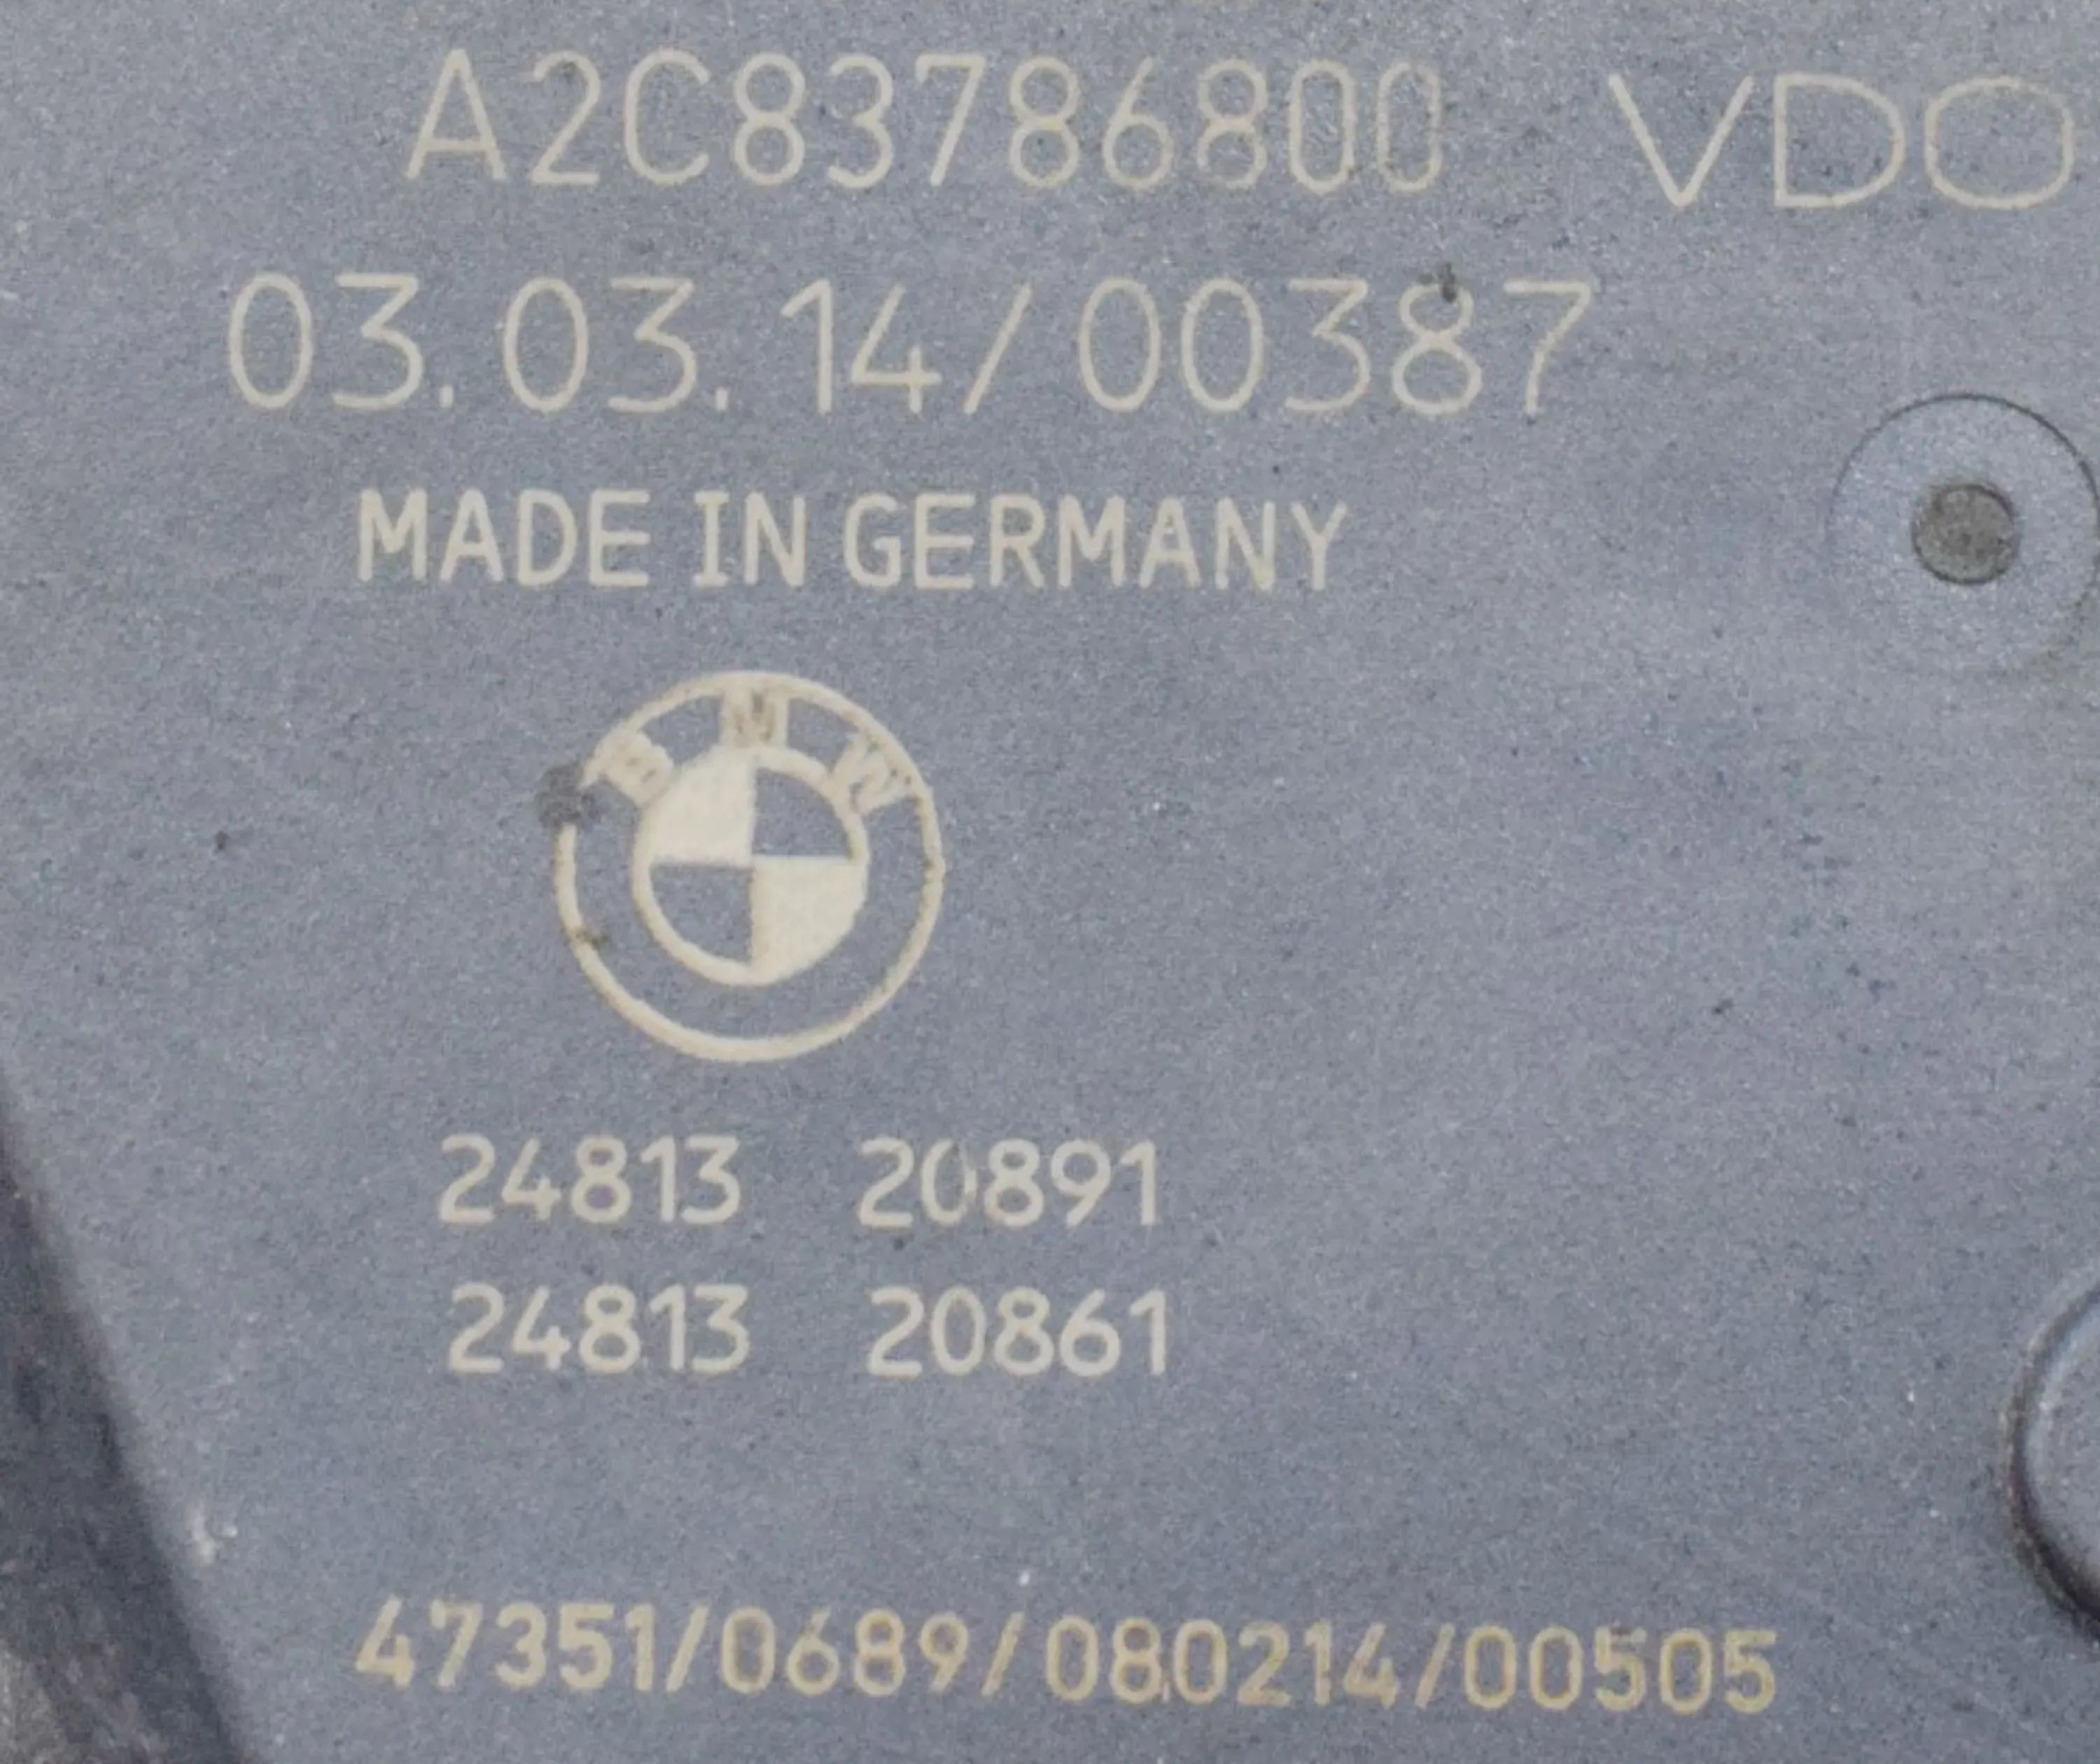 A2C83786800 VDO
03.03.14/00387
MADE IN GERMANY
BMW
24813 20891
24813 20861
47351/0689/080214/00505